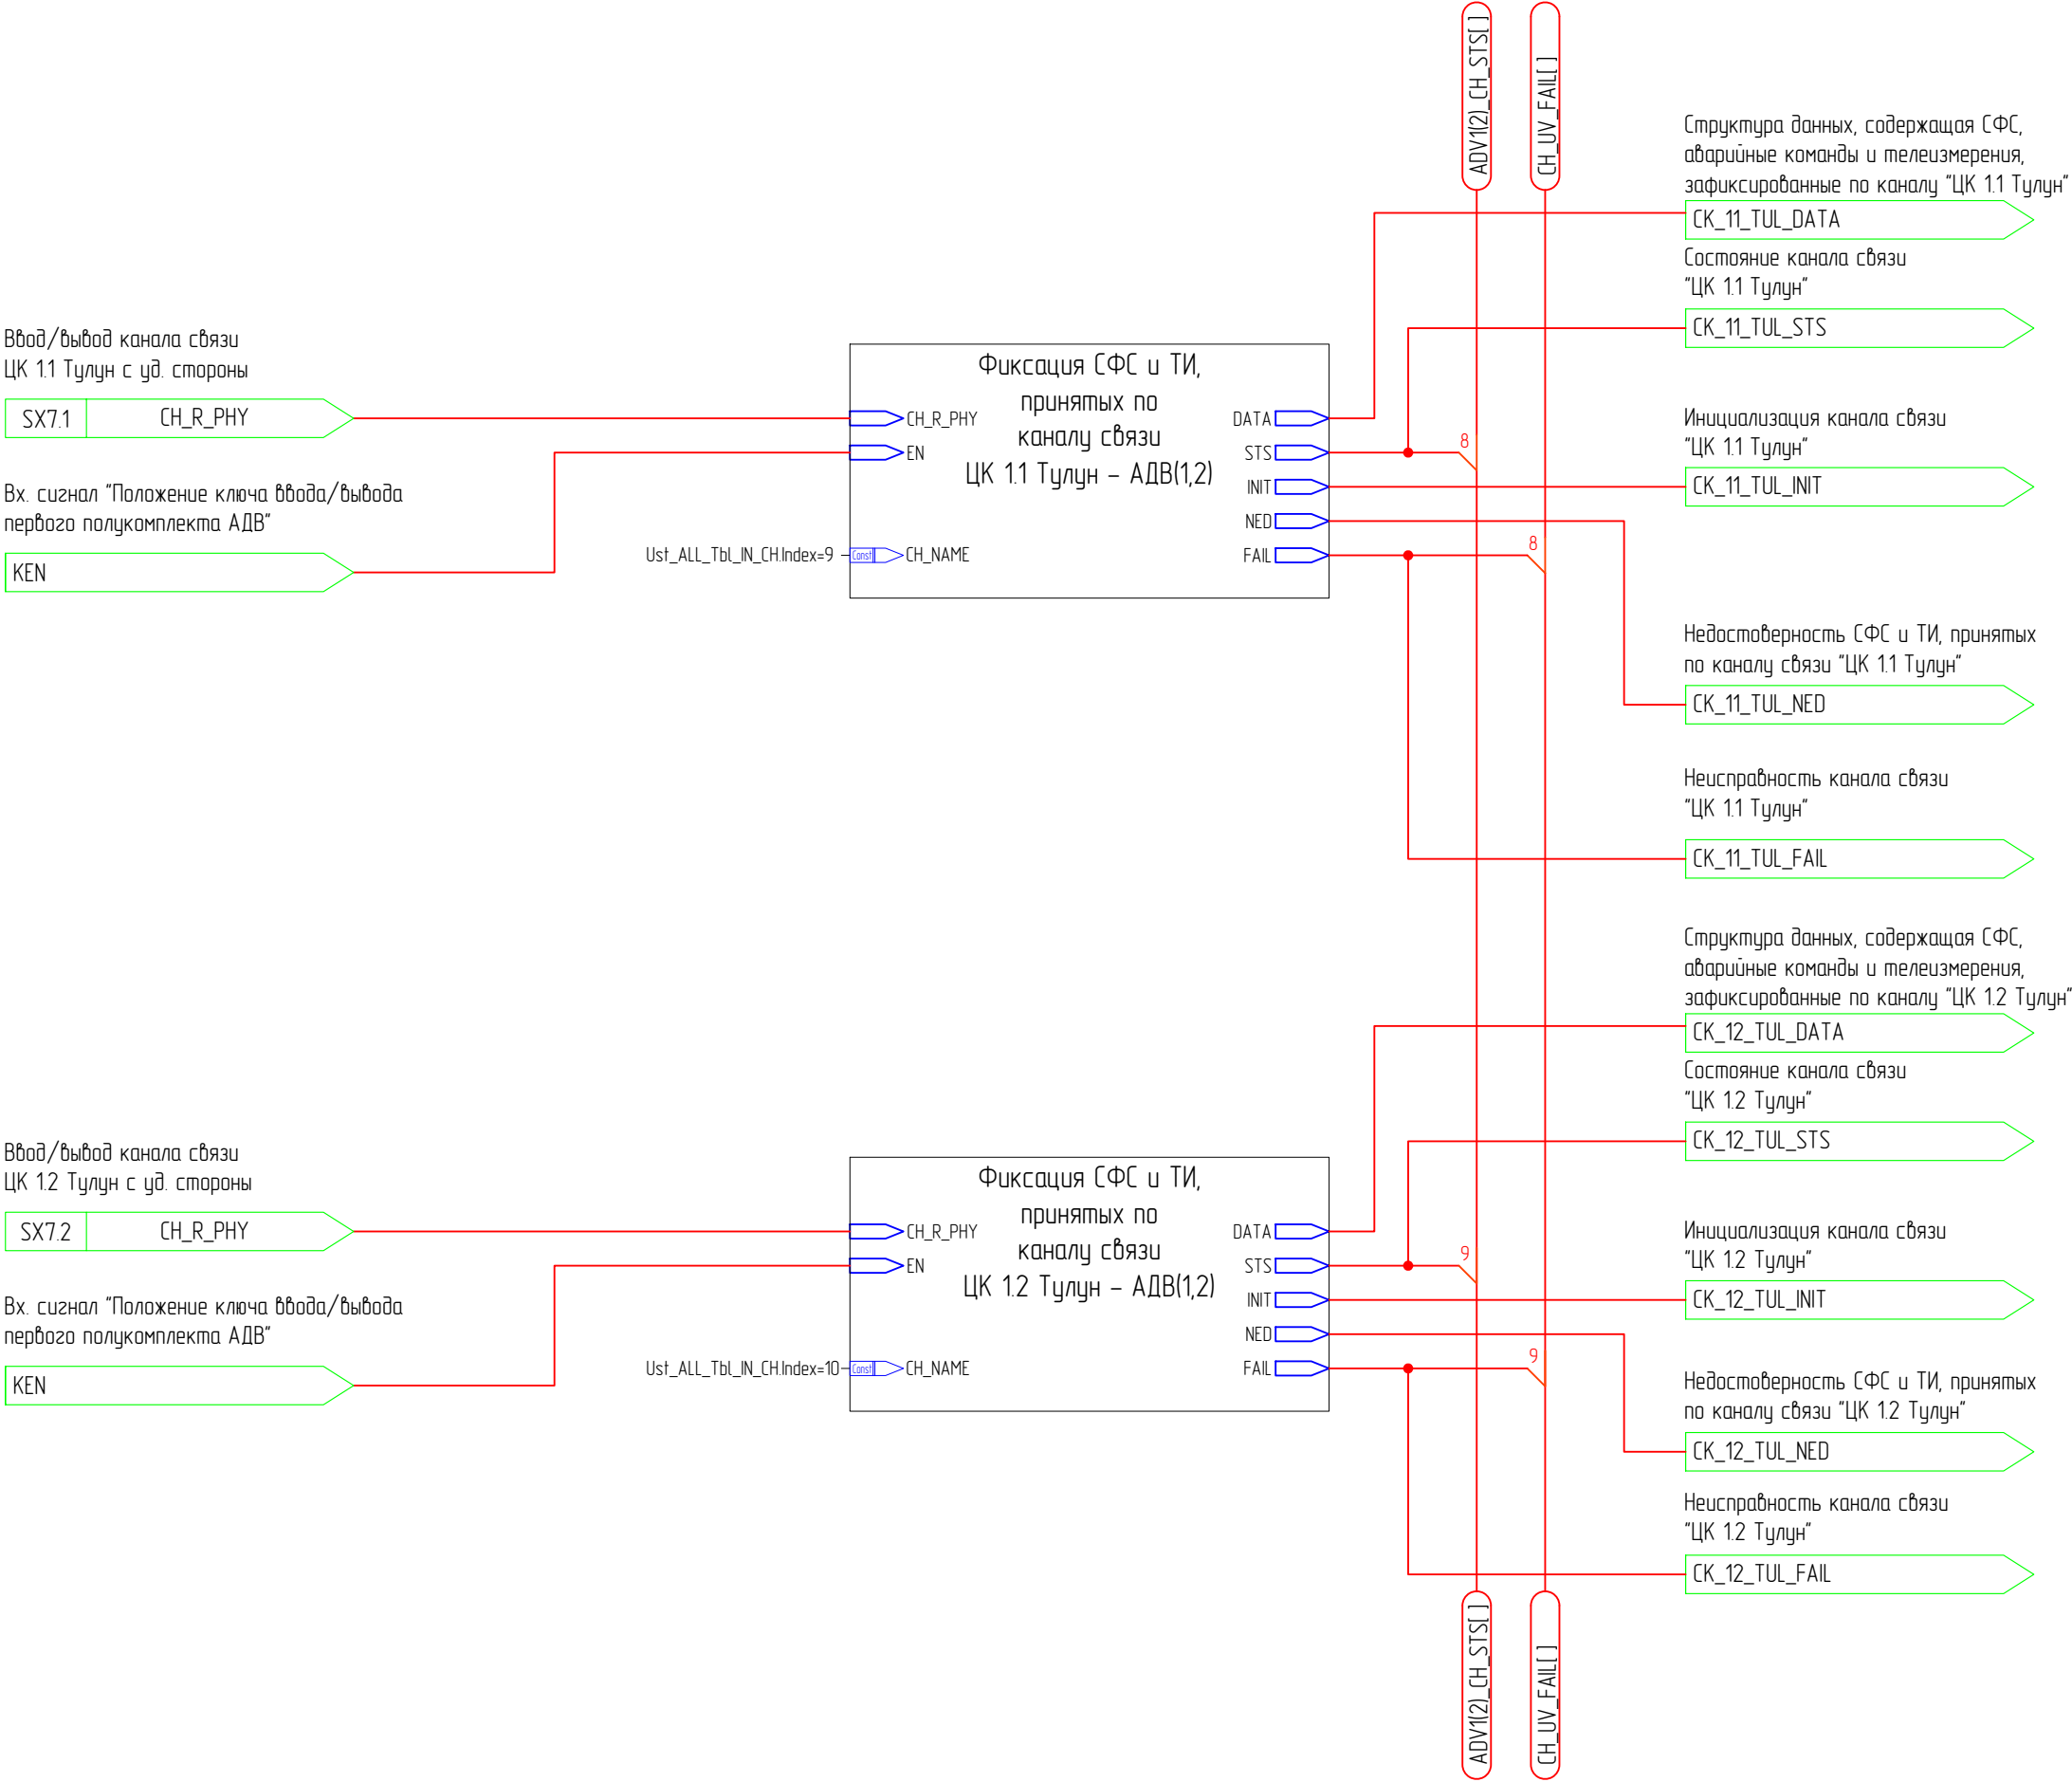 ADV1(2)_CH_STS[ ]
CH_UV_FAIL[ ]
Структура данных, содержащая СФС,
аварийные команды и телеизмерения,
зафиксированные по каналу "ЦК 1.1 Тулун"
CK_11_TUL_DATA
Состояние канала связи
"ЦК 1.1 Тулун"
CK_11_TUL_STS
Ввод/вывод канала связи
ЦК 1.1 Тулун с уд. стороны
SX7.1 CH_R_PHY
Вх. сигнал "Положение ключа ввода/вывода
первого полукомплекта АДВ"
KEN
Фиксация СФС и ТИ,
принятых по
каналу связи
ЦК 1.1 Тулун – АДВ(1,2)
CH_R_PHY
EN
Ust_ALL_Tbl_IN_CH.Index=9
Const
CH_NAME
DATA
STS
INIT
NED
FAIL
8
8
Инициализация канала связи
"ЦК 1.1 Тулун"
CK_11_TUL_INIT
Недостоверность СФС и ТИ, принятых
по каналу связи "ЦК 1.1 Тулун"
CK_11_TUL_NED
Неисправность канала связи
"ЦК 1.1 Тулун"
CK_11_TUL_FAIL
Структура данных, содержащая СФС,
аварийные команды и телеизмерения,
зафиксированные по каналу "ЦК 1.2 Тулун"
CK_12_TUL_DATA
Состояние канала связи
"ЦК 1.2 Тулун"
CK_12_TUL_STS
Ввод/вывод канала связи
ЦК 1.2 Тулун с уд. стороны
SX7.2 CH_R_PHY
Вх. сигнал "Положение ключа ввода/вывода
первого полукомплекта АДВ"
KEN
Фиксация СФС и ТИ,
принятых по
каналу связи
ЦК 1.2 Тулун – АДВ(1,2)
CH_R_PHY
EN
Ust_ALL_Tbl_IN_CH.Index=10
Const
CH_NAME
DATA
STS
INIT
NED
FAIL
9
9
Инициализация канала связи
"ЦК 1.2 Тулун"
CK_12_TUL_INIT
Недостоверность СФС и ТИ, принятых
по каналу связи "ЦК 1.2 Тулун"
CK_12_TUL_NED
Неисправность канала связи
"ЦК 1.2 Тулун"
CK_12_TUL_FAIL
ADV1(2)_CH_STS[ ]
CH_UV_FAIL[ ]